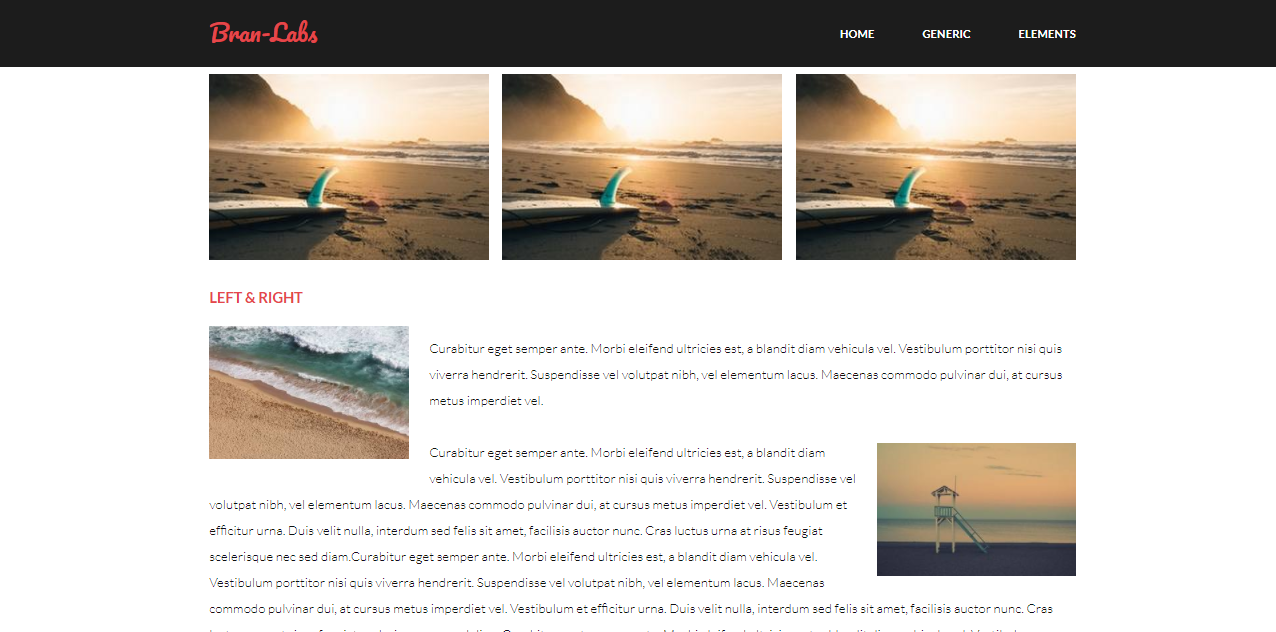 Bran-Labs
HOME GENERIC ELEMENTS
LEFT & RIGHT
Curabitur eget semper ante. Morbi eleifend ultricies est, a blandit diam vehicula vel. Vestibulum porttitor nisi quis
viverra hendrerit. Suspendisse vel volutpat nibh, vel elementum lacus. Maecenas commodo pulvinar dui, at cursus
metus imperdiet vel.
Curabitur eget semper ante. Morbi eleifend ultricies est, a blandit diam
vehicula vel. Vestibulum porttitor nisi quis viverra hendrerit. Suspendisse vel
volutpat nibh, vel elementum lacus. Maecenas commodo pulvinar dui, at cursus metus imperdiet vel. Vestibulum et
efficitur urna. Duis velit nulla, interdum sed felis sit amet, facilisis auctor nunc. Cras luctus urna at risus feugiat
scelerisque nec sed diam.Curabitur eget semper ante. Morbi eleifend ultricies est, a blandit diam vehicula vel.
Vestibulum porttitor nisi quis viverra hendrerit. Suspendisse vel volutpat nibh, vel elementum lacus. Maecenas
commodo pulvinar dui, at cursus metus imperdiet vel. Vestibulum et efficitur urna. Duis velit nulla, interdum sed felis sit amet, facilisis auctor nunc. Cras